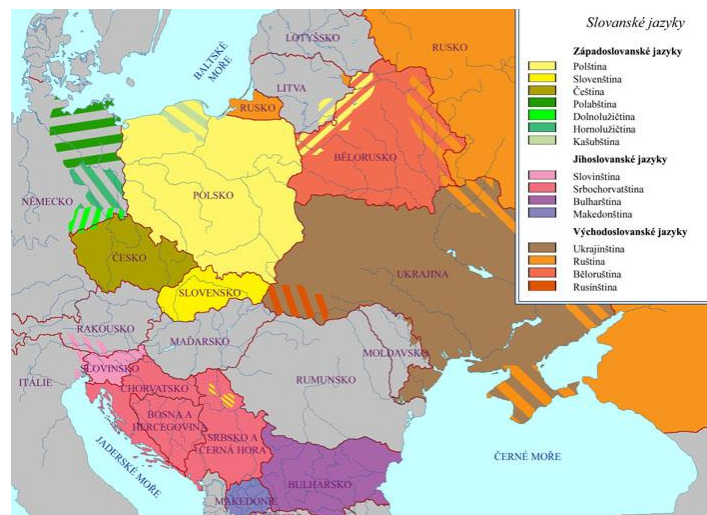 Slovanské jazyky
Západoslovanské jazyky
Polština
Slovenština
Čeština
Polabština
Dolnolužičtina
Hornolužičtina
Kašubština
Jihoslovanské jazyky
Slovinština
Srbochorvatština
Bulharština
Makedonština
Východoslovanské jazyky
Ukrajinština
Ruština
Běloruština
Rusinština
LOTYŠSKO
RUSKO
BALTSKÉ
MOŘE
LITVA
RUSKO
BĚLORUSKO
POLSKO
NĚMECKO
ČESKO
UKRAJINA
SLOVENSKO
RAKOUSKO
MAĎARSKO
MOLDAVSKO
SLOVINSKO
ITÁLIE
RUMUNSKO
CHORVATSKO
BOSNA A
HERCEGOVINA
SRBSKO A
ČERNÁ HORA
JADERSKÉ MOŘE
ČERNÉ MOŘE
BULHARSKO
MAKEDONIE